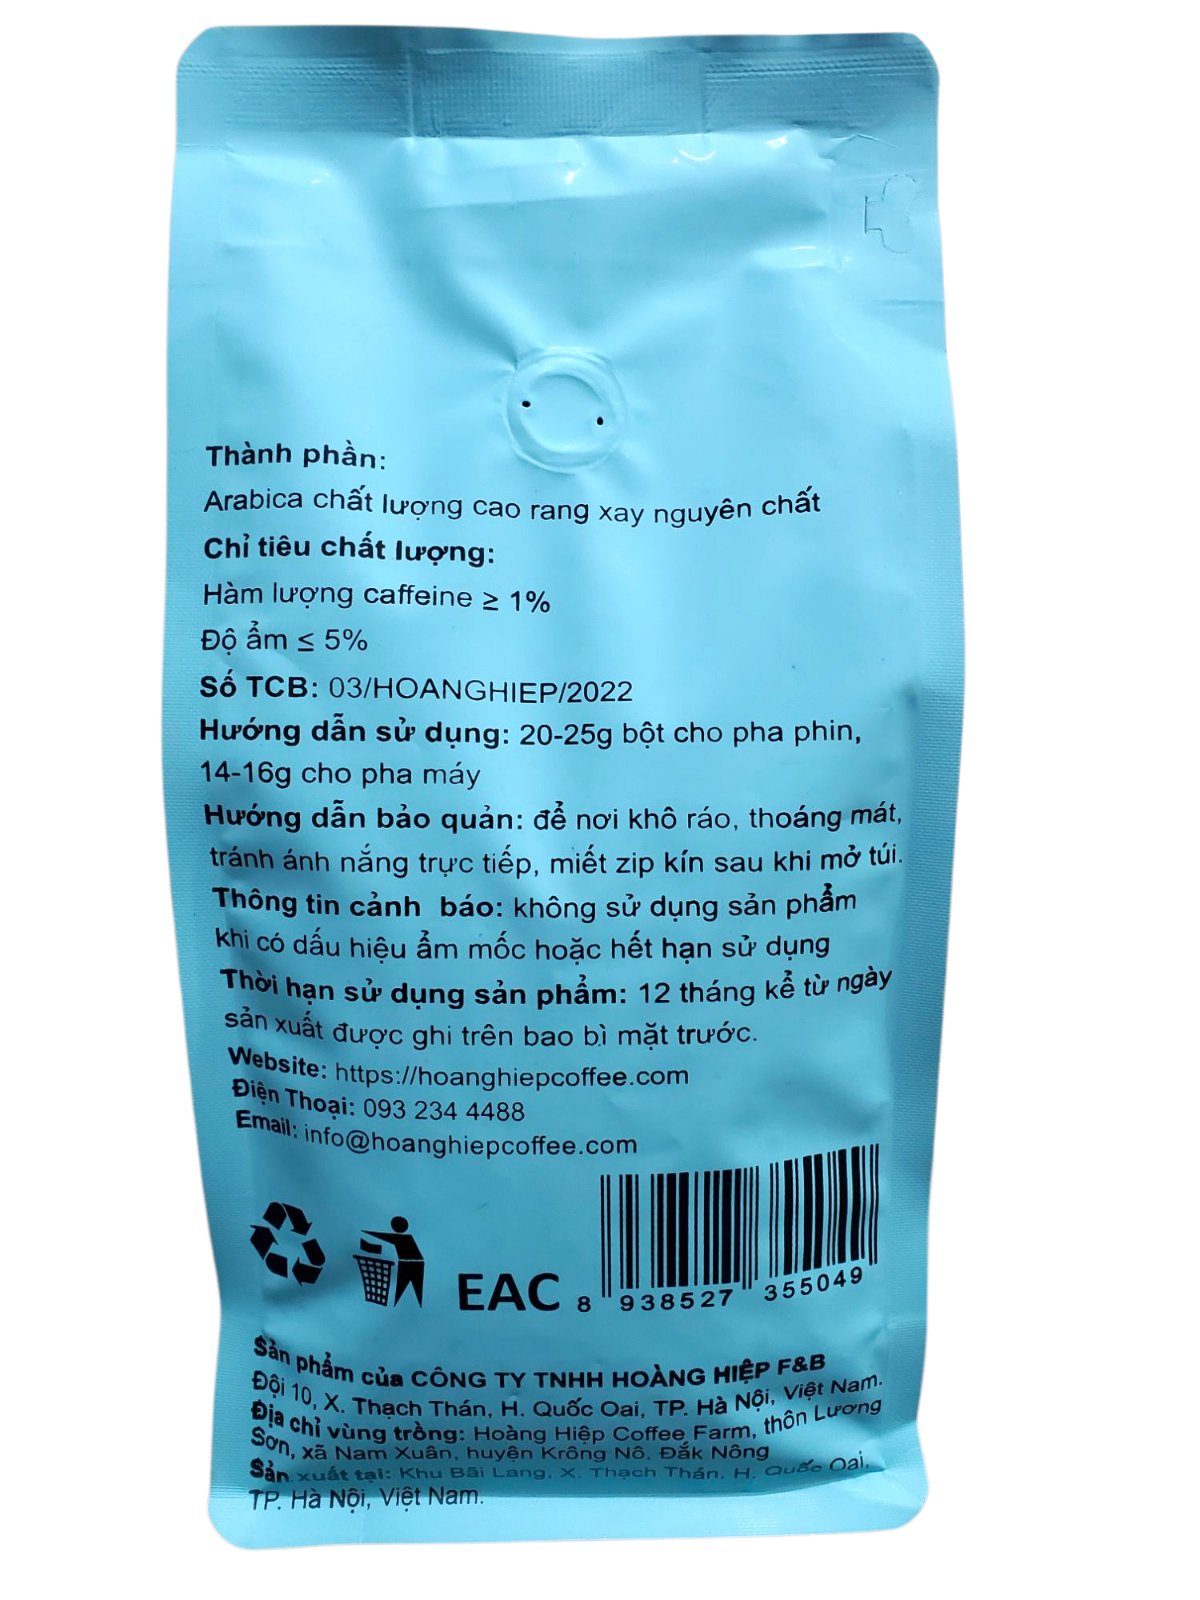 Thành phần:
Arabica chất lượng cao rang xay nguyên chất
Chỉ tiêu chất lượng:
Hàm lượng caffeine ≥ 1%
Độ ẩm ≤ 5%
Số TCB: 03/HOANGHIEP/2022
Hướng dẫn sử dụng: 20-25g bột cho pha phin,
14-16g cho pha máy
Hướng dẫn bảo quản: để nơi khô ráo, thoáng mát,
tránh ánh nắng trực tiếp, miết zip kín sau khi mở túi.
Thông tin cảnh báo: không sử dụng sản phẩm
khi có dấu hiệu ẩm mốc hoặc hết hạn sử dụng
Thời hạn sử dụng sản phẩm: 12 tháng kể từ ngày
sản xuất được ghi trên bao bì mặt trước.
Website: https://hoanghiepcoffee.com
Điện Thoại: 093 234 4488
Email: info@hoanghiepcoffee.com
EAC
8 938527 355049
Sản phẩm của CÔNG TY TNHH HOÀNG HIỆP F&B
Đội 10, X. Thạch Thán, H. Quốc Oai, TP. Hà Nội, Việt Nam.
Địa chỉ vùng trồng: Hoàng Hiệp Coffee Farm, thôn Lương
Sơn, xã Nam Xuân, huyện Krông Nô, Đắk Nông
Sản xuất tại: Khu Bãi Lang, X. Thạch Thán, H. Quốc Oai,
TP. Hà Nội, Việt Nam.